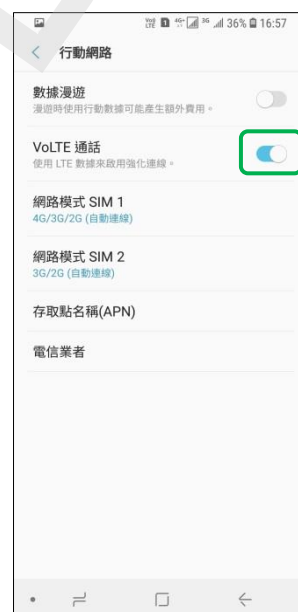 VoLTE 1 4G+ 3G 36% 16:57
行動網路
數據漫遊
漫遊時使用行動數據可能產生額外費用。
VoLTE 通話
使用 LTE 數據來啟用強化連線。
網路模式 SIM 1
4G/3G/2G (自動連線)
網路模式 SIM 2
3G/2G (自動連線)
存取點名稱(APN)
電信業者